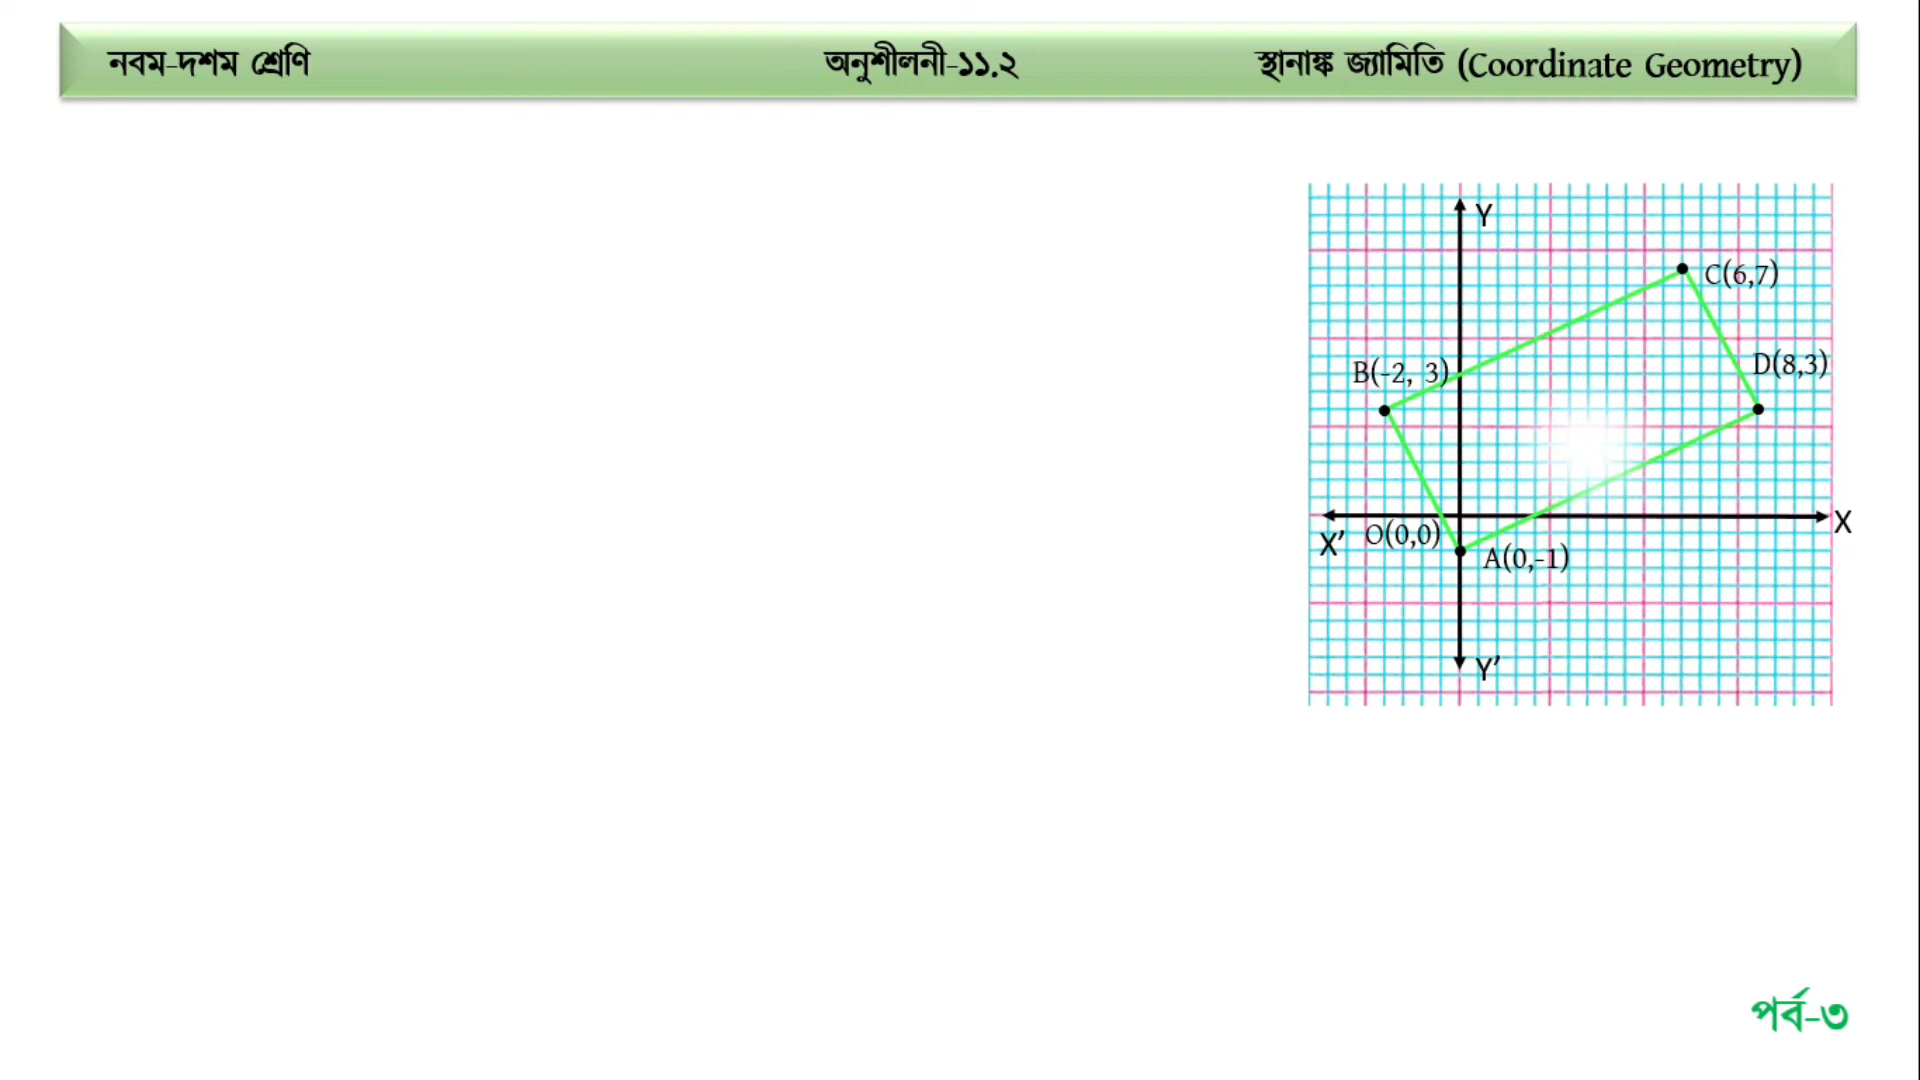 নবম-দশম শ্রেণি অনুশীলনী-১১.২ স্থানাঙ্ক জ্যামিতি (Coordinate Geometry)
Y
C(6,7)
D(8,3)
B(-2, 3)
X
O(0,0)
X′
A(0,-1)
Y′
পর্ব-৩